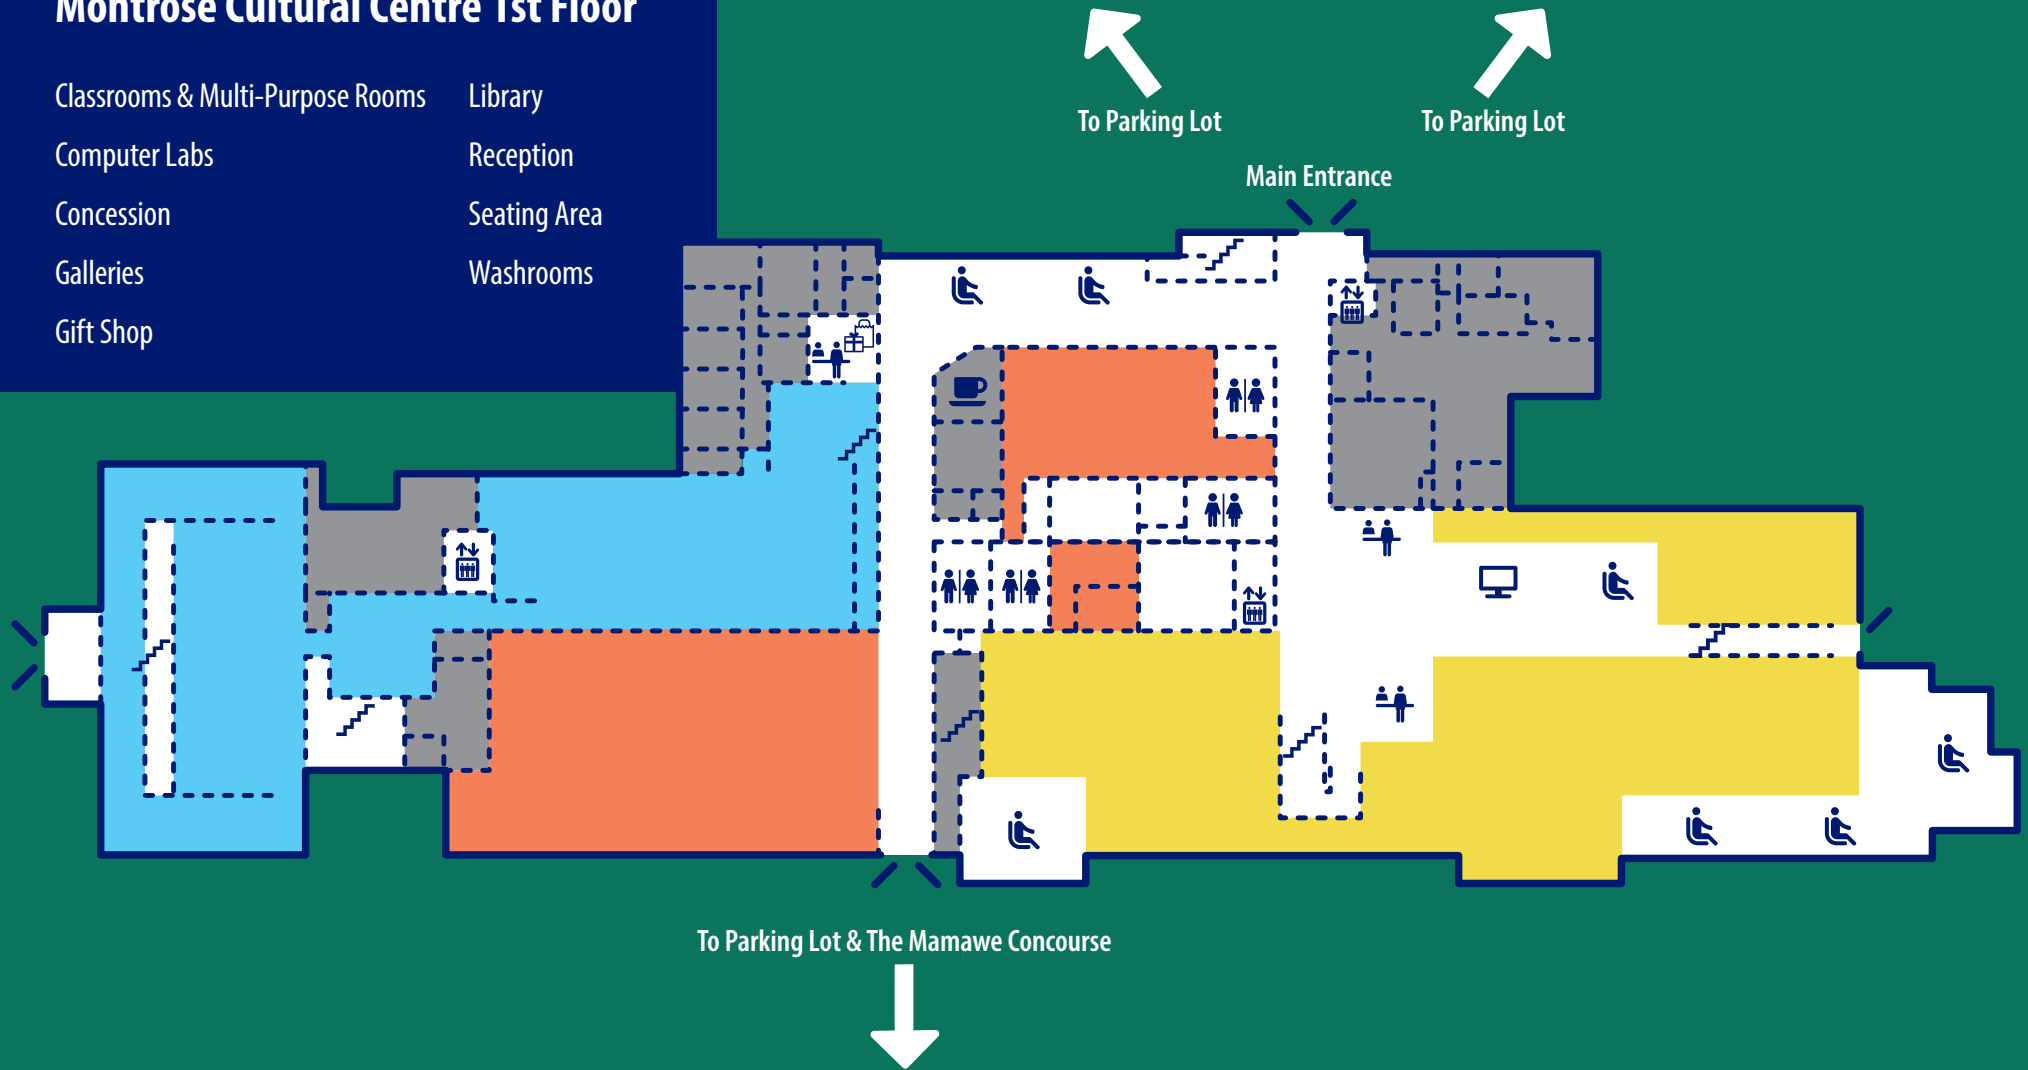 Montrose Cultural Centre 1st Floor
Classrooms & Multi-Purpose Rooms
Computer Labs
Concession
Galleries
Gift Shop
Library
Reception
Seating Area
Washrooms
To Parking Lot
To Parking Lot
Main Entrance
To Parking Lot & The Mamawe Concourse